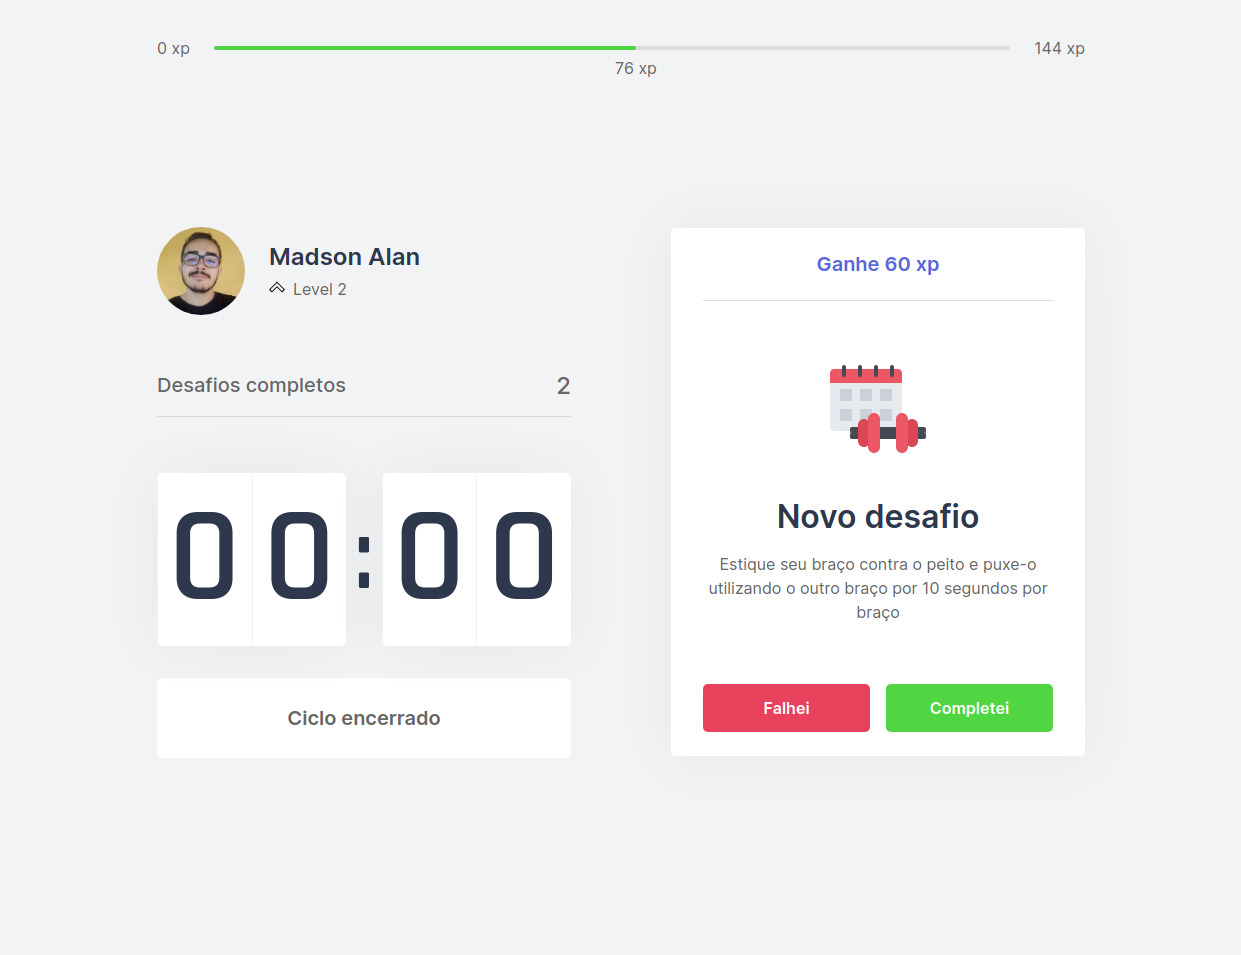 0 xp
144 xp
76 xp
Madson Alan
Level 2
Desafios completos 2
00:00
Ciclo encerrado
Ganhe 60 xp
Novo desafio
Estique seu braço contra o peito e puxe-o
utilizando o outro braço por 10 segundos por
braço
Falhei
Completei